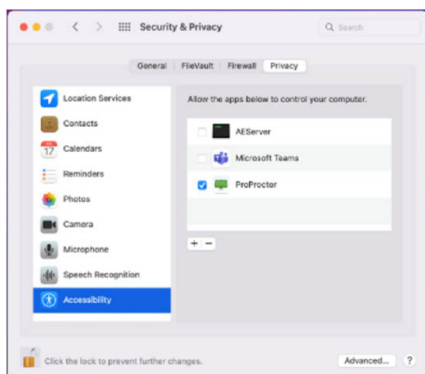 Security & Privacy
Search
General FileVault Firewall Privacy
Location Services
Contacts
17
Calendars
Reminders
Photos
Camera
Microphone
Speech Recognition
Accessibility
Allow the apps below to control your computer.
AEServer
Microsoft Teams
ProProctor
+ −
Click the lock to prevent further changes.
Advanced... ?